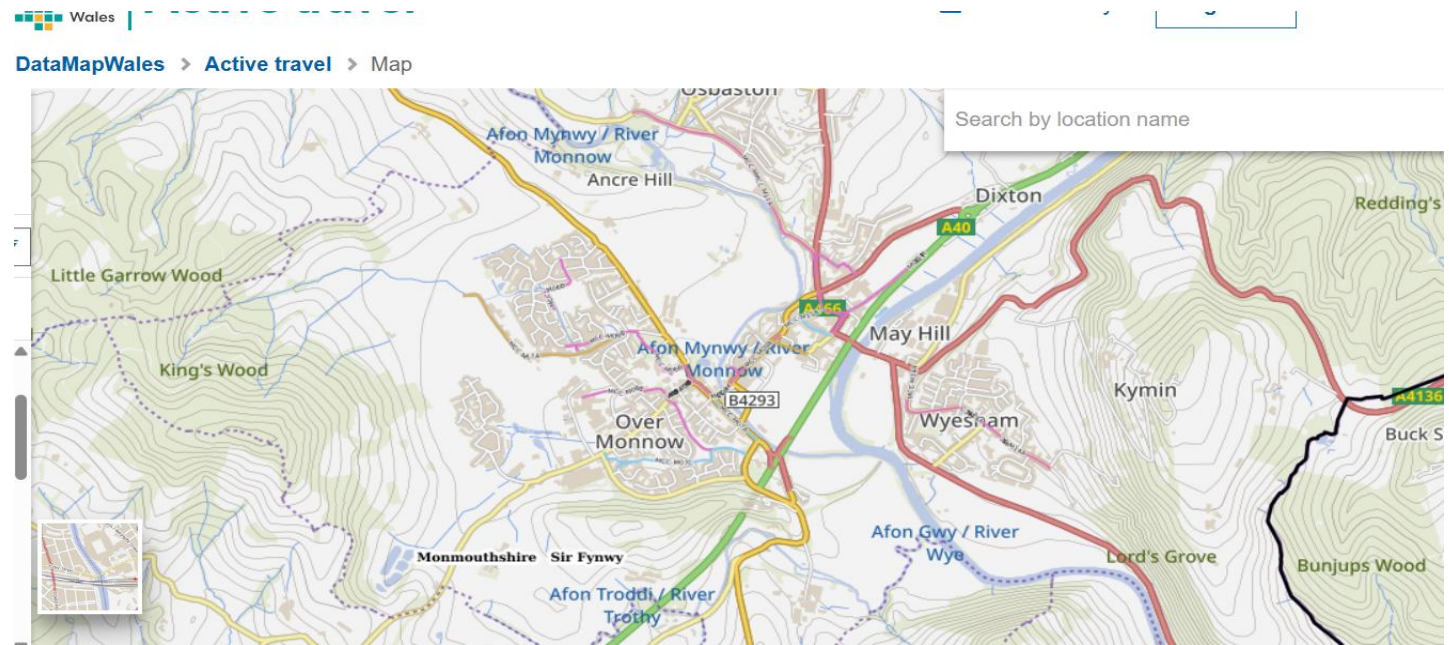 Wales
DataMapWales > Active travel > Map
Search by location name
Osbaston
Afon Mynwy / River
Monnow
Ancre Hill
Dixton
Redding's
A40
Little Garrow Wood
A466
May Hill
Afon Mynwy / River
Monnow
King's Wood
Kymin
A4136
B4293
Over
Monnow
Wyesham
Buck S
Afon Gwy / River
Wye
Monmouthshire Sir Fynwy
Lord's Grove
Bunjups Wood
Afon Troddi / River
Trothy